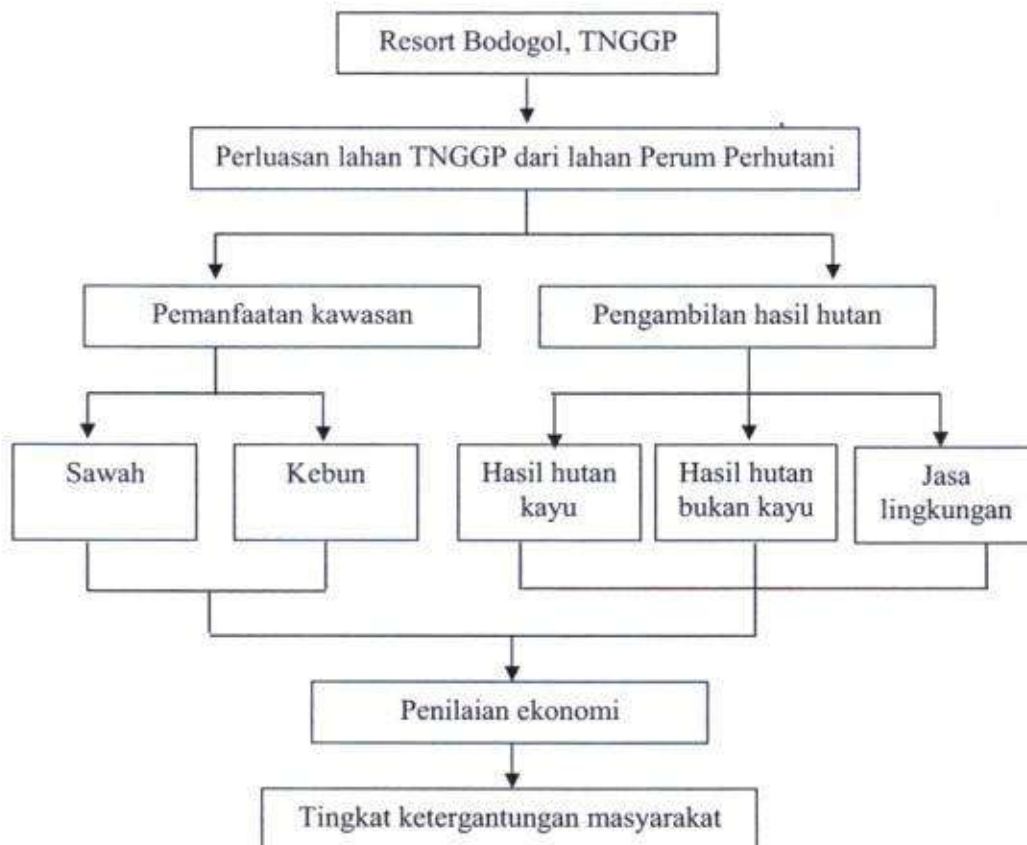 Resort Bodogol, TNGGP
Perluasan lahan TNGGP dari lahan Perum Perhutani
Pemanfaatan kawasan
Pengambilan hasil hutan
Sawah
Kebun
Hasil hutan
kayu
Hasil hutan
bukan kayu
Jasa
lingkungan
Penilaian ekonomi
Tingkat ketergantungan masyarakat